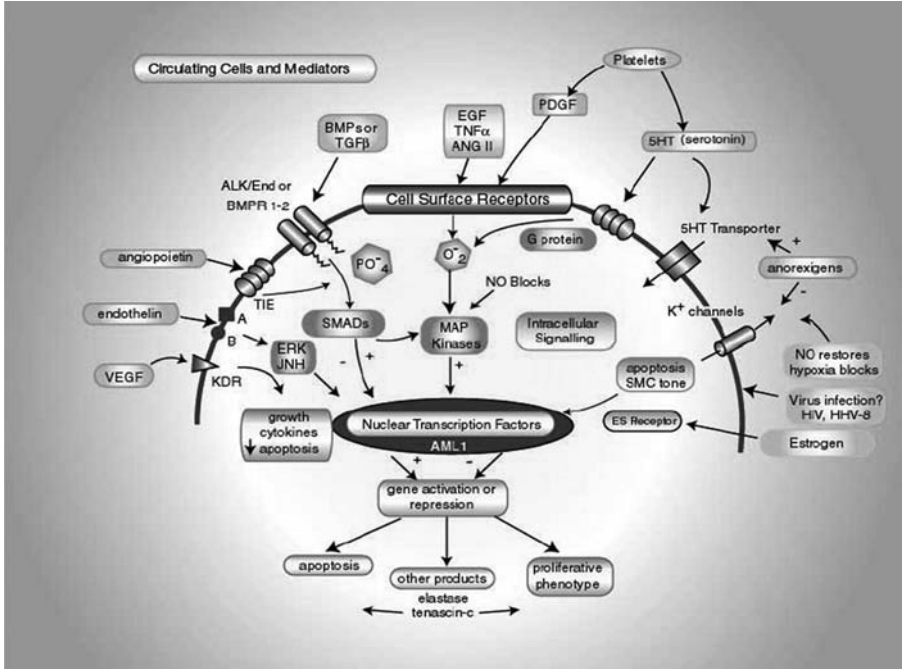 Circulating Cells and Mediators
Platelets
PDGF
EGF
TNFα
ANG II
BMPs or
TGFβ
5HT (serotonin)
ALK/End or
BMPR 1-2
Cell Surface Receptors
5HT Transporter
G protein
+
angiopoietin
PO⁻4
O⁻2
anorexigens
TIE
NO Blocks
-
K+ channels
endothelin
A
SMADs
MAP
Kinases
Intracellular
Signalling
B
ERK
JNH
- +
+
NO restores
hypoxia blocks
VEGF
KDR
apoptosis
SMC tone
Virus infection?
HIV, HHV-8
growth
cytokines
apoptosis
Nuclear Transcription Factors
AML1
ES Receptor
Estrogen
+ -
gene activation or
repression
apoptosis
other products
proliferative
phenotype
elastase
tenascin-c